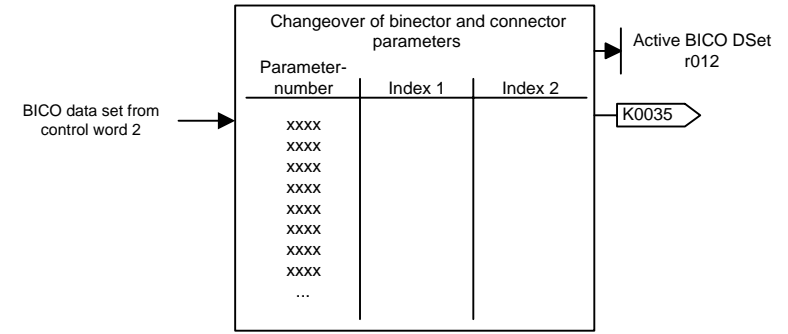 Changeover of binector and connector
parameters
Parameter-
number Index 1 Index 2
BICO data set from
control word 2
xxxx
xxxx
xxxx
xxxx
xxxx
xxxx
xxxx
xxxx
...
Active BICO DSet
r012
K0035